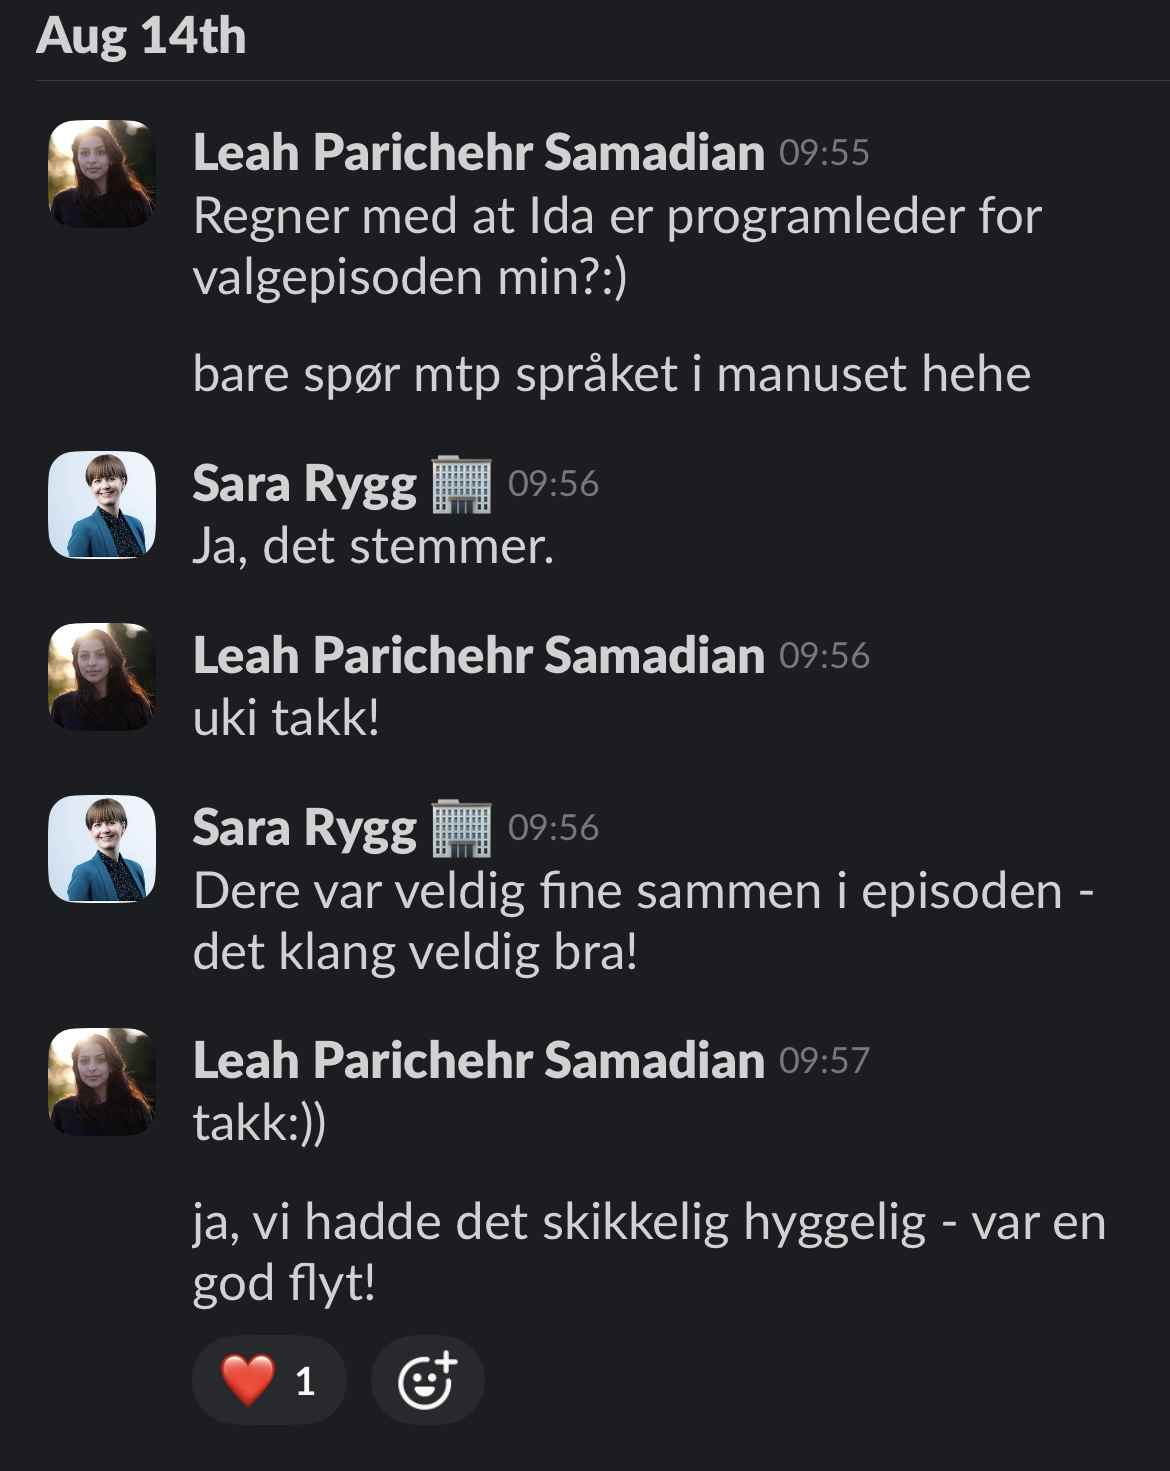 Aug 14th
Leah Parichehr Samadian 09:55
Regner med at Ida er programleder for
valgepisoden min?:)
bare spør mtp språket i manuset hehe
Sara Rygg 🏢 09:56
Ja, det stemmer.
Leah Parichehr Samadian 09:56
uki takk!
Sara Rygg 🏢 09:56
Dere var veldig fine sammen i episoden -
det klang veldig bra!
Leah Parichehr Samadian 09:57
takk:))
ja, vi hadde det skikkelig hyggelig - var en
god flyt!
❤️ 1